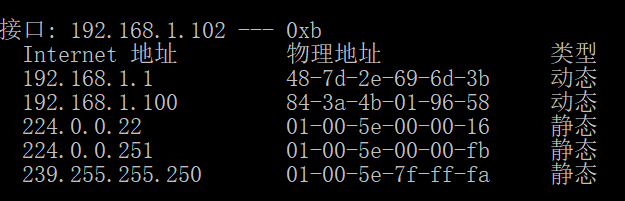 接口: 192.168.1.102 --- 0xb
Internet 地址 物理地址 类型
192.168.1.1 48-7d-2e-69-6d-3b 动态
192.168.1.100 84-3a-4b-01-96-58 动态
224.0.0.22 01-00-5e-00-00-16 静态
224.0.0.251 01-00-5e-00-00-fb 静态
239.255.255.250 01-00-5e-7f-ff-fa 静态